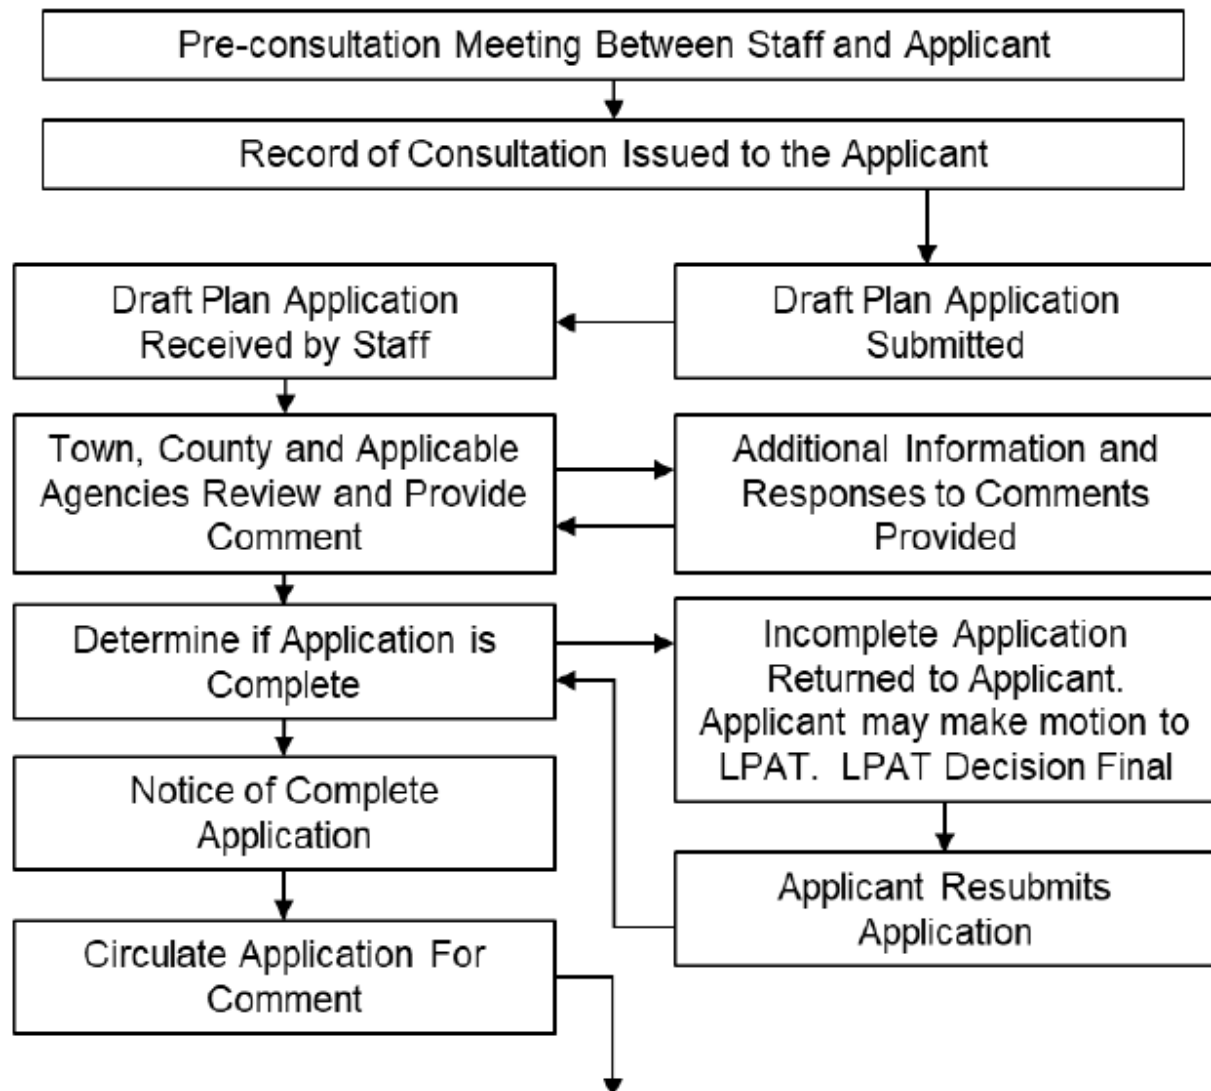 Pre-consultation Meeting Between Staff and Applicant
Record of Consultation Issued to the Applicant
Draft Plan Application
Received by Staff
Draft Plan Application
Submitted
Town, County and Applicable
Agencies Review and Provide
Comment
Additional Information and
Responses to Comments
Provided
Determine if Application is
Complete
Incomplete Application
Returned to Applicant.
Applicant may make motion to
LPAT. LPAT Decision Final
Notice of Complete
Application
Applicant Resubmits
Application
Circulate Application For
Comment